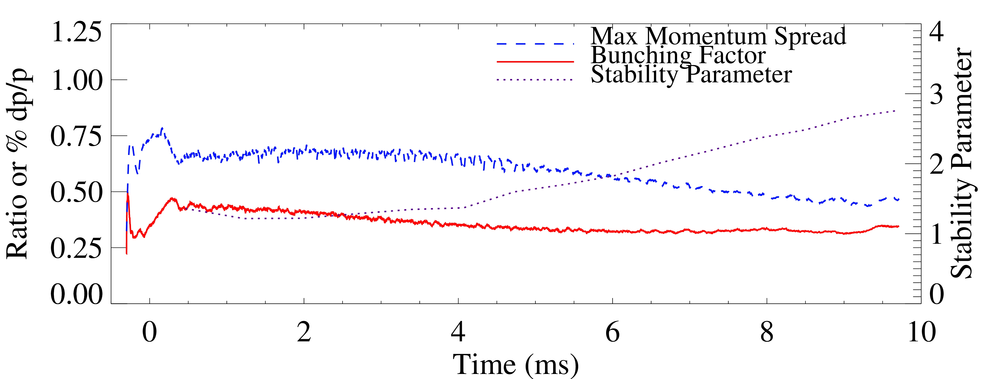 1.25
1.00
0.75
0.50
0.25
0.00
Ratio or % dp/p
Max Momentum Spread
Bunching Factor
Stability Parameter
4
3
2
1
0
Stability Parameter
0 2 4 6 8 10
Time (ms)